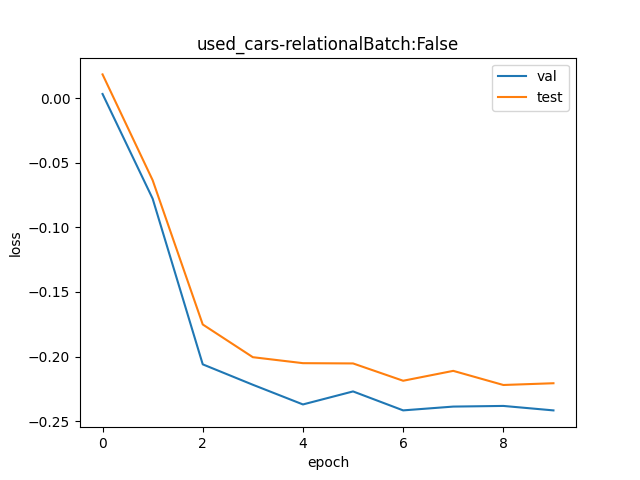 used_cars-relationalBatch:False
val
test
0.00
−0.05
−0.10
−0.15
−0.20
−0.25
loss
0 2 4 6 8
epoch